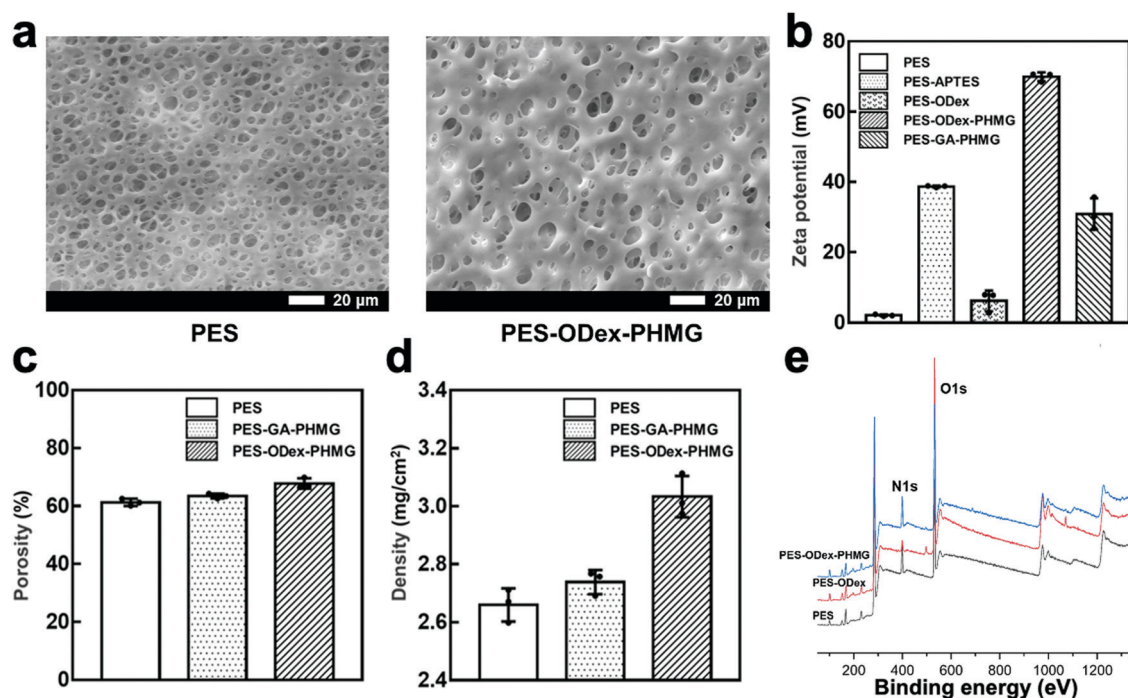 a
20 µm
20 µm
PES
PES-ODex-PHMG
b
80
60
40
20
0
Zeta potential (mV)
PES
PES-APTES
PES-ODex
PES-ODex-PHMG
PES-GA-PHMG
c
100
80
60
40
20
0
Porosity (%)
PES
PES-GA-PHMG
PES-ODex-PHMG
d
3.4
3.2
3.0
2.8
2.6
2.4
Density (mg/cm²)
PES
PES-GA-PHMG
PES-ODex-PHMG
e
O1s
N1s
PES-ODex-PHMG
PES-ODex
PES
200 400 600 800 1000 1200
Binding energy (eV)